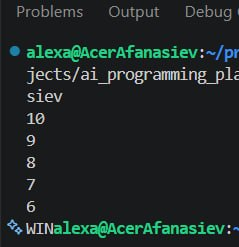 Problems Output Debug C
alexa@AcerAfanasiev:~/pr
jects/ai_programming_pla
siev
10
9
8
7
6
WINalexa@AcerAfanasiev:~